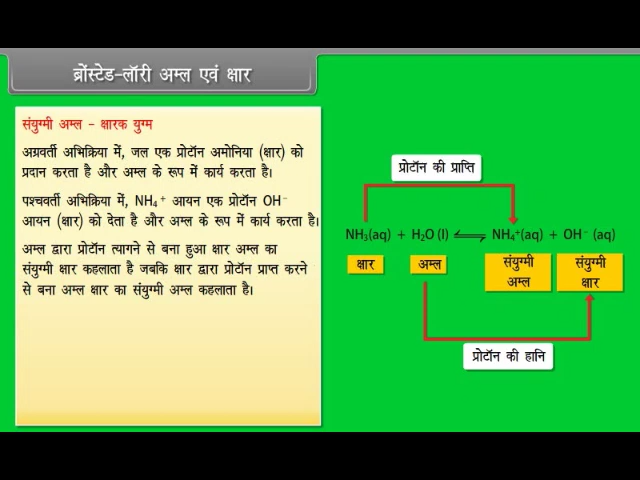 ब्रोंस्टेड-लॉरी अम्ल एवं क्षार
संयुग्मी अम्ल - क्षारक युग्म
अग्रवर्ती अभिक्रिया में, जल एक प्रोटॉन अमोनिया (क्षार) को
प्रदान करता है और अम्ल के रूप में कार्य करता है।
पश्चवर्ती अभिक्रिया में, NH₄⁺ आयन एक प्रोटॉन OH⁻
आयन (क्षार) को देता है और अम्ल के रूप में कार्य करता है।
अम्ल द्वारा प्रोटॉन त्यागने से बना हुआ क्षार अम्ल का
संयुग्मी क्षार कहलाता है जबकि क्षार द्वारा प्रोटॉन प्राप्त करने
से बना अम्ल क्षार का संयुग्मी अम्ल कहलाता है।
प्रोटॉन की प्राप्ति
NH₃(aq) + H₂O (l) ⇌ NH₄⁺(aq) + OH⁻ (aq)
क्षार अम्ल संयुग्मी अम्ल संयुग्मी क्षार
प्रोटॉन की हानि